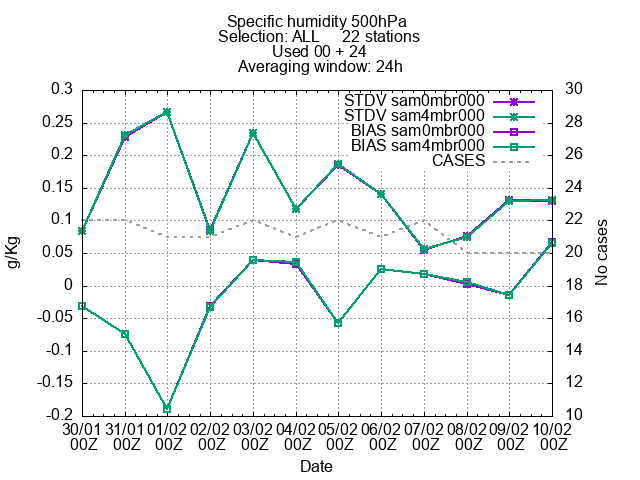 Specific humidity 500hPa
Selection: ALL 22 stations
Used 00 + 24
Averaging window: 24h
0.3
0.25
0.2
0.15
0.1
0.05
0
-0.05
-0.1
-0.15
-0.2
g/Kg
STDV sam0mbr000
STDV sam4mbr000
BIAS sam0mbr000
BIAS sam4mbr000
CASES
30
28
26
24
22
20
18
16
14
12
10
No cases
30/01 31/01 01/02 02/02 03/02 04/02 05/02 06/02 07/02 08/02 09/02 10/02
00Z 00Z 00Z 00Z 00Z 00Z 00Z 00Z 00Z 00Z 00Z 00Z
Date